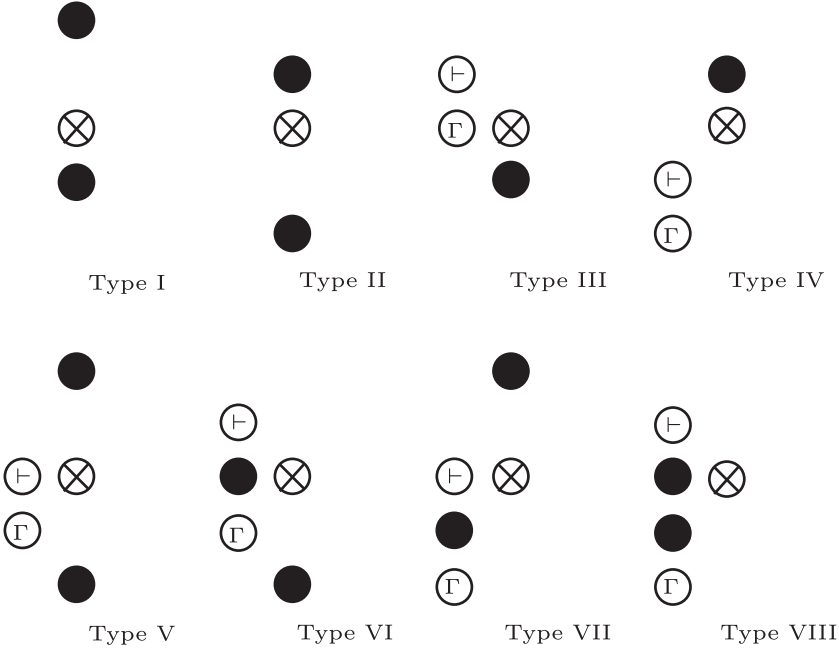 ⊢
Γ
⊢
Γ
Type I Type II Type III Type IV
⊢ ⊢
⊢ ⊢
Γ Γ
Γ Γ
Type V Type VI Type VII Type VIII